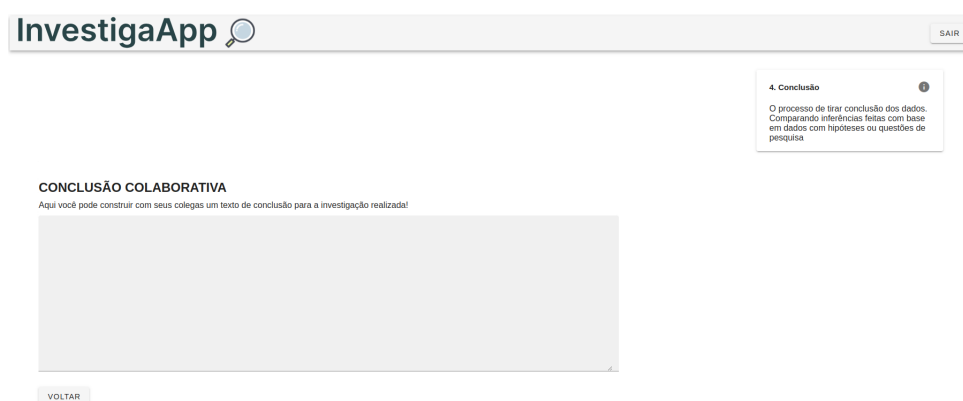 InvestigaApp
SAIR
4. Conclusão
O processo de tirar conclusão dos dados.
Comparando inferências feitas com base
em dados com hipóteses ou questões de
pesquisa
CONCLUSÃO COLABORATIVA
Aqui você pode construir com seus colegas um texto de conclusão para a investigação realizada!
VOLTAR